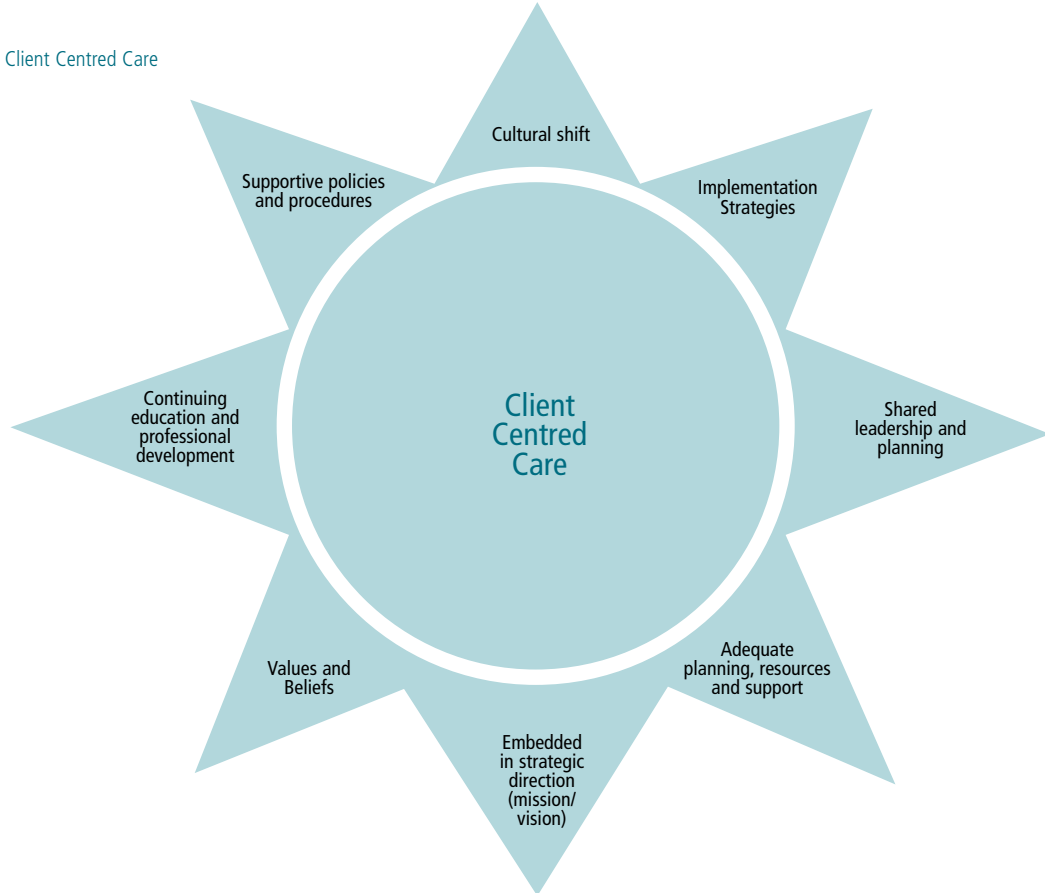 Client Centred Care
Cultural shift
Supportive policies
and procedures
Implementation
Strategies
Continuing
education and
professional
development
Client
Centred
Care
Shared
leadership and
planning
Values and
Beliefs
Adequate
planning, resources
and support
Embedded
in strategic
direction
(mission/
vision)